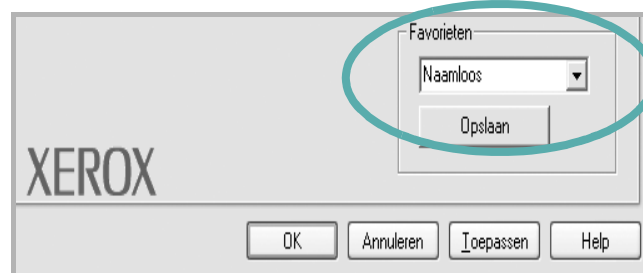 Favorieten
Naamloos
Opslaan
XEROX
OK Annuleren Toepassen Help